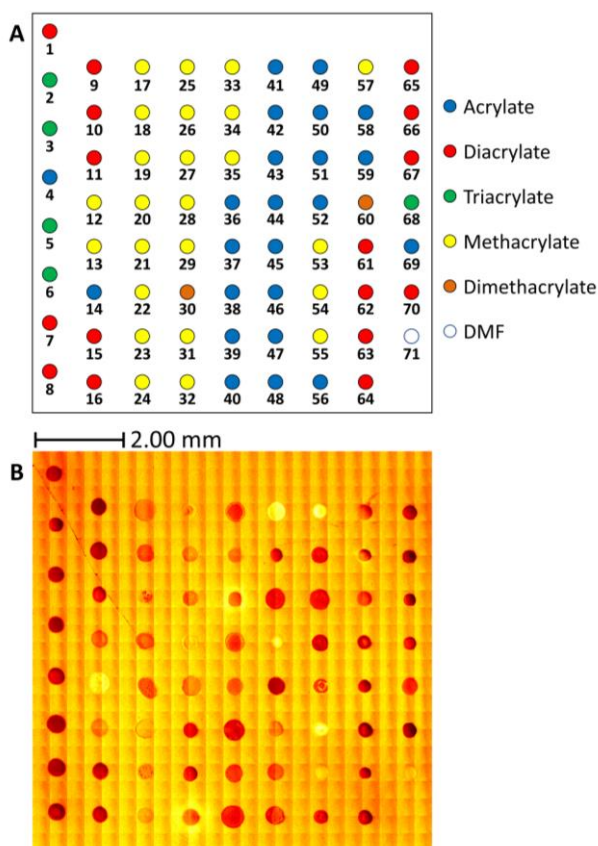 A
1
9 17 25 33 41 49 57 65
2
10 18 26 34 42 50 58 66
3
11 19 27 35 43 51 59 67
4
12 20 28 36 44 52 60 68
5
13 21 29 37 45 53 61 69
6
14 22 30 38 46 54 62 70
7
15 23 31 39 47 55 63 71
8
16 24 32 40 48 56 64
Acrylate
Diacrylate
Triacrylate
Methacrylate
Dimethacrylate
DMF
2.00 mm
B